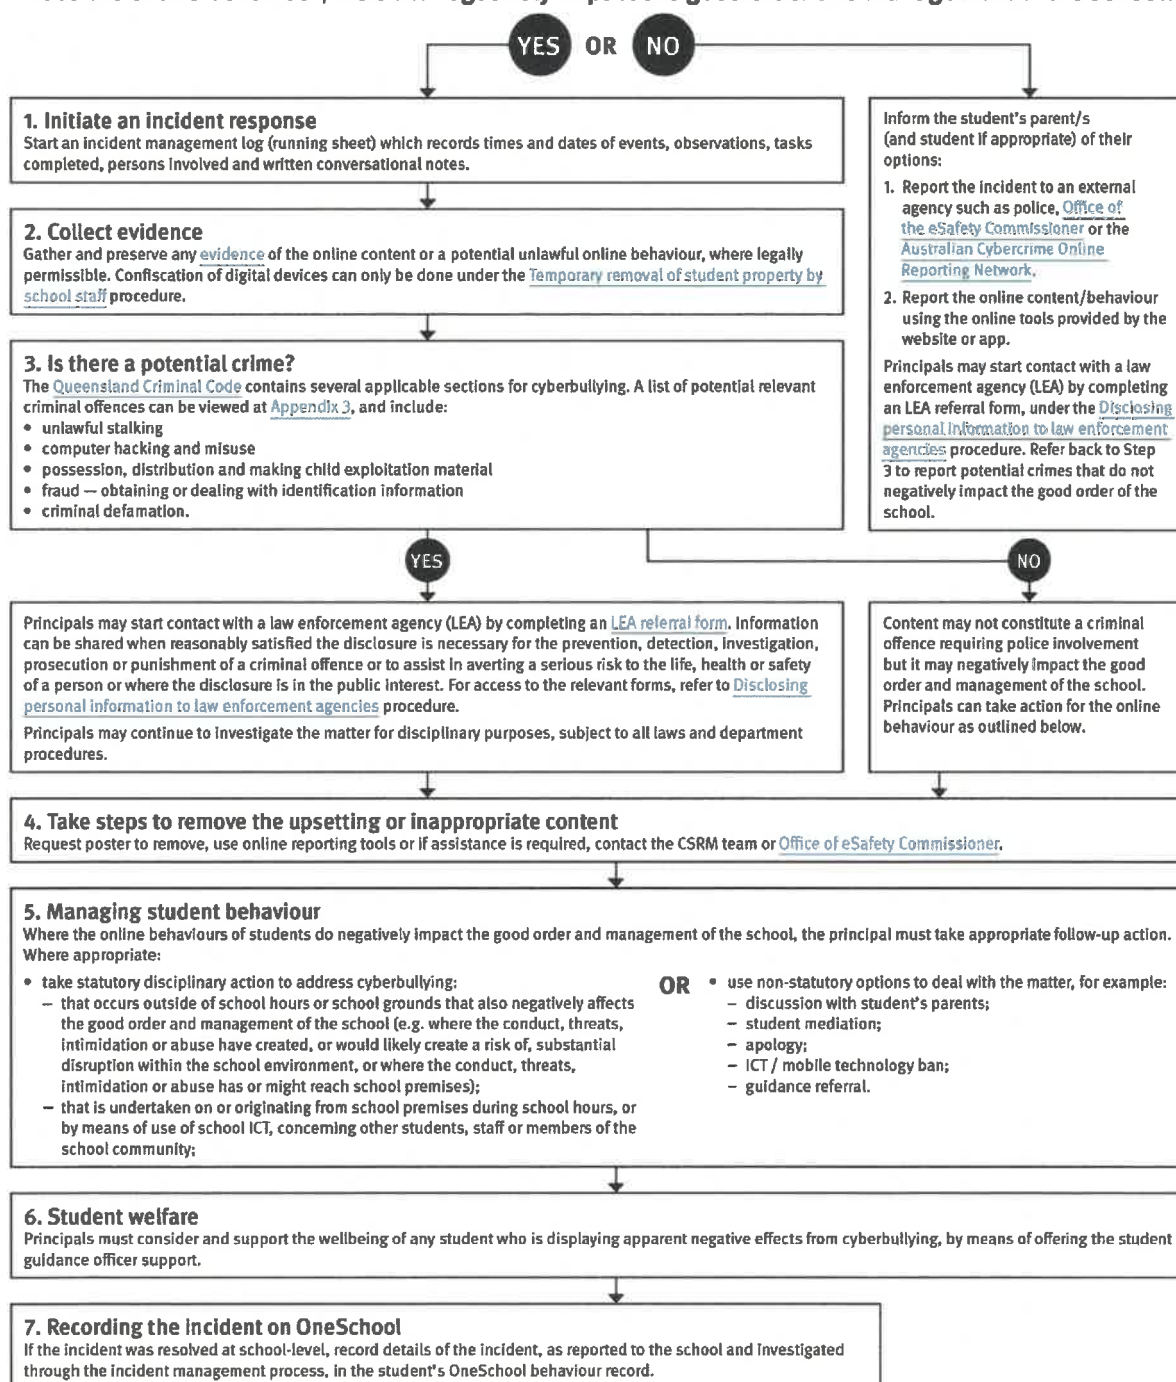 YES OR NO
1. Initiate an incident response
Start an incident management log (running sheet) which records times and dates of events, observations, tasks
completed, persons involved and written conversational notes.
2. Collect evidence
Gather and preserve any evidence of the online content or a potential unlawful online behaviour, where legally
permissible. Confiscation of digital devices can only be done under the Temporary removal of student property by
school staff procedure.
3. Is there a potential crime?
The Queensland Criminal Code contains several applicable sections for cyberbullying. A list of potential relevant
criminal offences can be viewed at Appendix 3, and include:
• unlawful stalking
• computer hacking and misuse
• possession, distribution and making child exploitation material
• fraud — obtaining or dealing with identification information
• criminal defamation.
Inform the student's parent/s
(and student if appropriate) of their
options:
1. Report the incident to an external
agency such as police, Office of
the eSafety Commissioner or the
Australian Cybercrime Online
Reporting Network.
2. Report the online content/behaviour
using the online tools provided by the
website or app.
Principals may start contact with a law
enforcement agency (LEA) by completing
an LEA referral form, under the Disclosing
personal information to law enforcement
agencies procedure. Refer back to Step
3 to report potential crimes that do not
negatively impact the good order of the
school.
YES
NO
Principals may start contact with a law enforcement agency (LEA) by completing an LEA referral form. Information
can be shared when reasonably satisfied the disclosure is necessary for the prevention, detection, investigation,
prosecution or punishment of a criminal offence or to assist in averting a serious risk to the life, health or safety
of a person or where the disclosure is in the public interest. For access to the relevant forms, refer to Disclosing
personal information to law enforcement agencies procedure.
Principals may continue to investigate the matter for disciplinary purposes, subject to all laws and department
procedures.
Content may not constitute a criminal
offence requiring police involvement
but it may negatively impact the good
order and management of the school.
Principals can take action for the online
behaviour as outlined below.
4. Take steps to remove the upsetting or inappropriate content
Request poster to remove, use online reporting tools or if assistance is required, contact the CSRM team or Office of eSafety Commissioner.
5. Managing student behaviour
Where the online behaviours of students do negatively impact the good order and management of the school, the principal must take appropriate follow-up action.
Where appropriate:
• take statutory disciplinary action to address cyberbullying:
– that occurs outside of school hours or school grounds that also negatively affects
the good order and management of the school (e.g. where the conduct, threats,
intimidation or abuse have created, or would likely create a risk of, substantial
disruption within the school environment, or where the conduct, threats,
intimidation or abuse has or might reach school premises);
– that is undertaken on or originating from school premises during school hours, or
by means of use of school ICT, concerning other students, staff or members of the
school community;
OR
• use non-statutory options to deal with the matter, for example:
– discussion with student's parents;
– student mediation;
– apology;
– ICT / mobile technology ban;
– guidance referral.
6. Student welfare
Principals must consider and support the wellbeing of any student who is displaying apparent negative effects from cyberbullying, by means of offering the student
guidance officer support.
7. Recording the incident on OneSchool
If the incident was resolved at school-level, record details of the incident, as reported to the school and investigated
through the incident management process, in the student's OneSchool behaviour record.